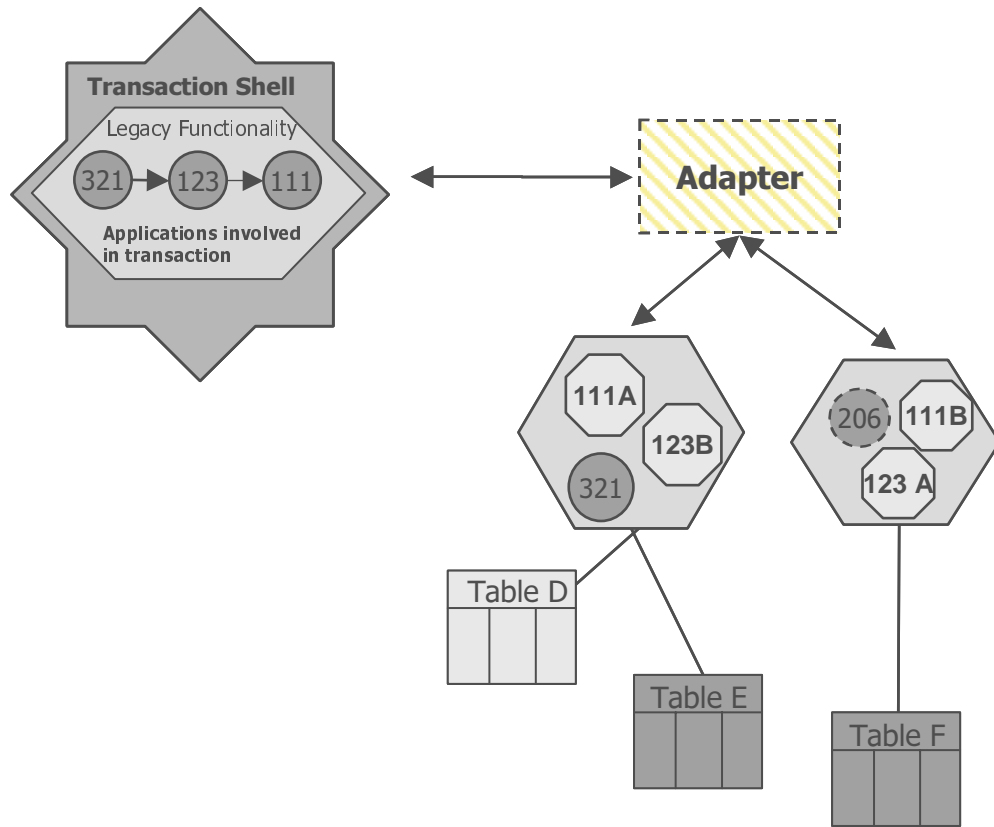 Transaction Shell
Legacy Functionality
321
123
111
Applications involved
in transaction
Adapter
111A
123B
321
206
111B
123 A
Table D
Table E
Table F